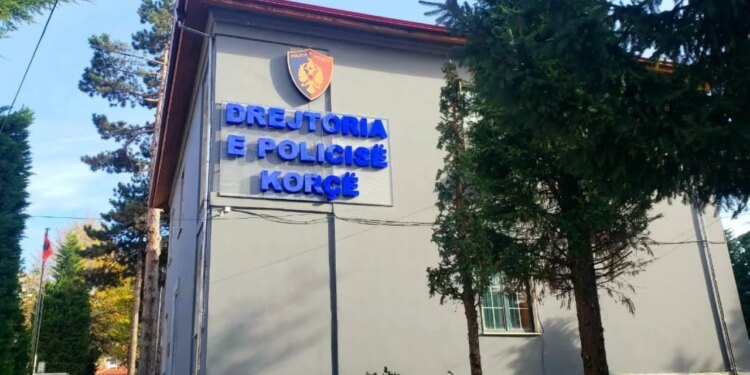 DREJTORIA
E POLICISË
KORÇË